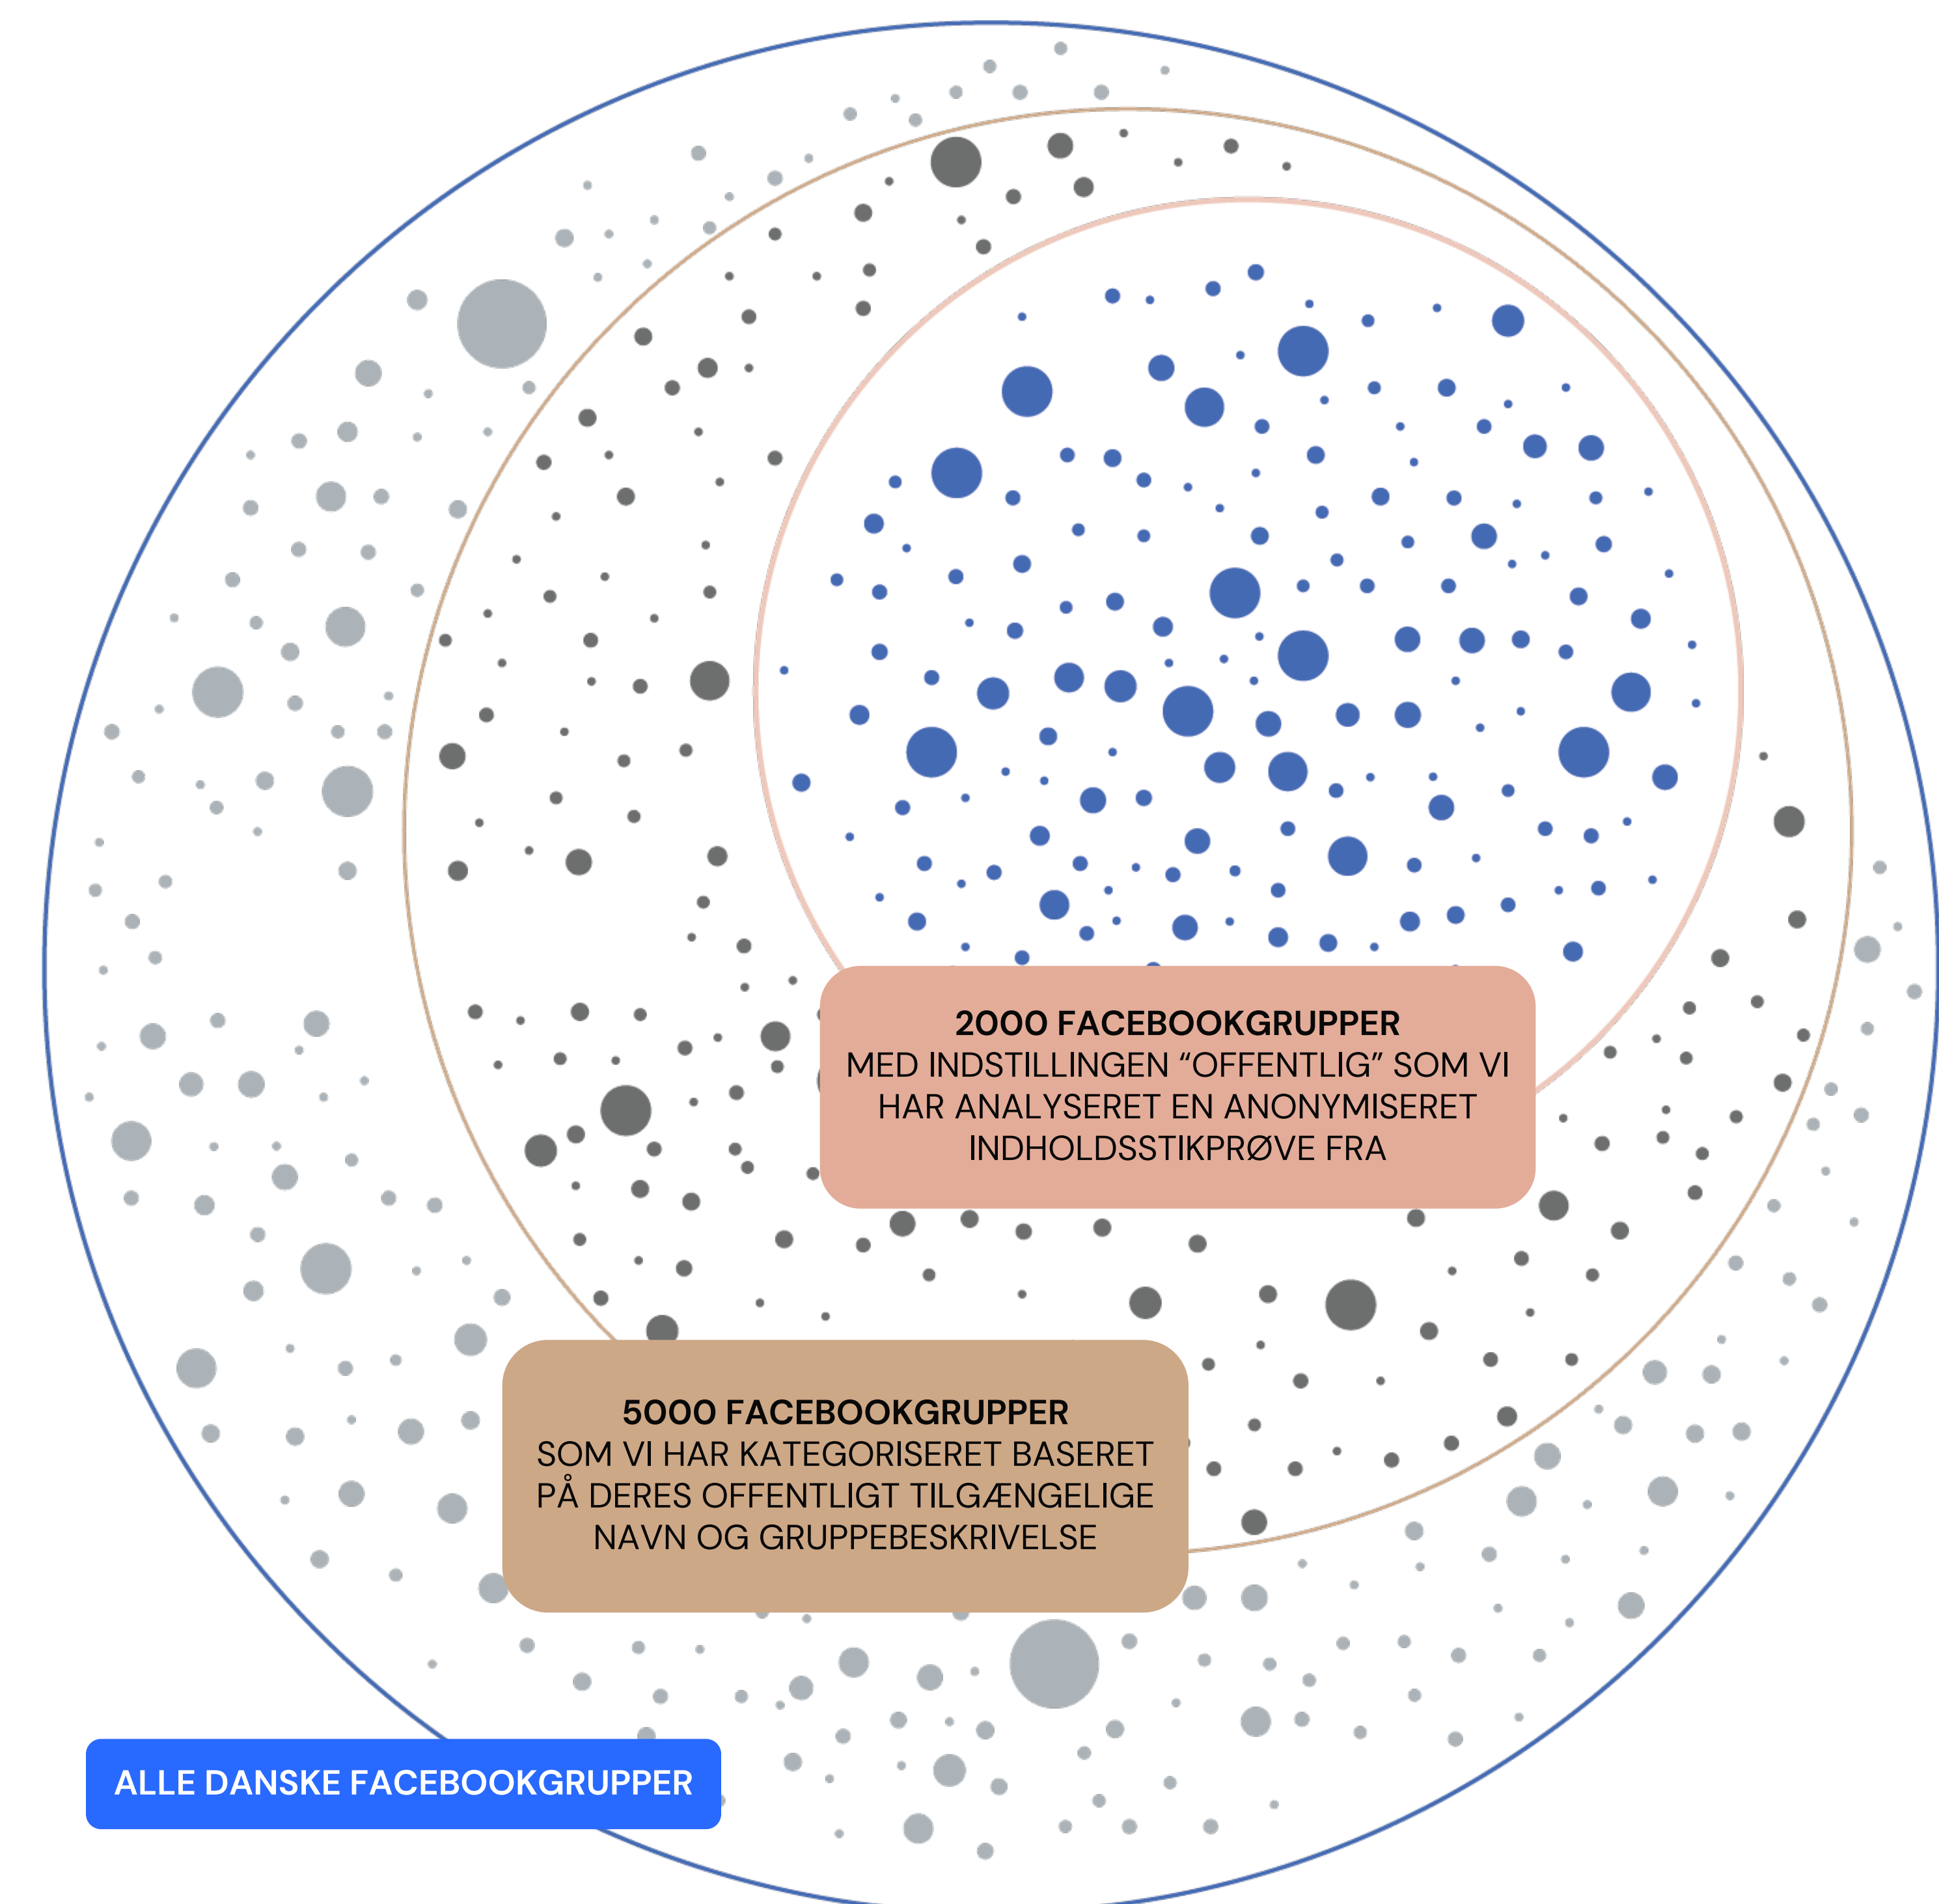 2000 FACEBOOKGRUPPER
MED INDSTILLINGEN “OFFENTLIG” SOM VI
HAR ANALYSERET EN ANONYMISERET
INDHOLDSSTIKPRØVE FRA
5000 FACEBOOKGRUPPER
SOM VI HAR KATEGORISERET BASERET
PÅ DERES OFFENTLIGT TILGÆNGELIGE
NAVN OG GRUPPEBESKRIVELSE
ALLE DANSKE FACEBOOKGRUPPER